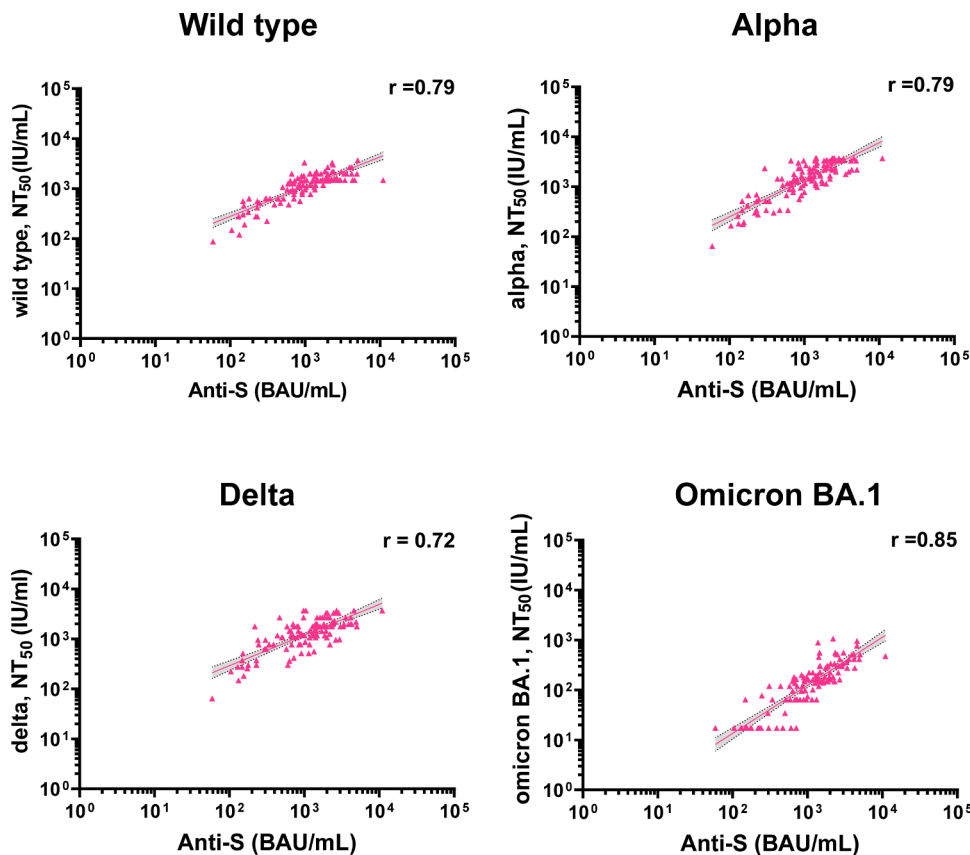 Wild type
r =0.79
wild type, NT50 (IU/mL)
10^5
10^4
10^3
10^2
10^1
10^0
10^0 10^1 10^2 10^3 10^4 10^5
Anti-S (BAU/mL)
Alpha
r =0.79
alpha, NT50 (IU/mL)
10^5
10^4
10^3
10^2
10^1
10^0
10^0 10^1 10^2 10^3 10^4 10^5
Anti-S (BAU/mL)
Delta
r = 0.72
delta, NT50 (IU/ml)
10^5
10^4
10^3
10^2
10^1
10^0
10^0 10^1 10^2 10^3 10^4 10^5
Anti-S (BAU/mL)
Omicron BA.1
r =0.85
omicron BA.1, NT50 (IU/mL)
10^5
10^4
10^3
10^2
10^1
10^0
10^0 10^1 10^2 10^3 10^4 10^5
Anti-S (BAU/mL)